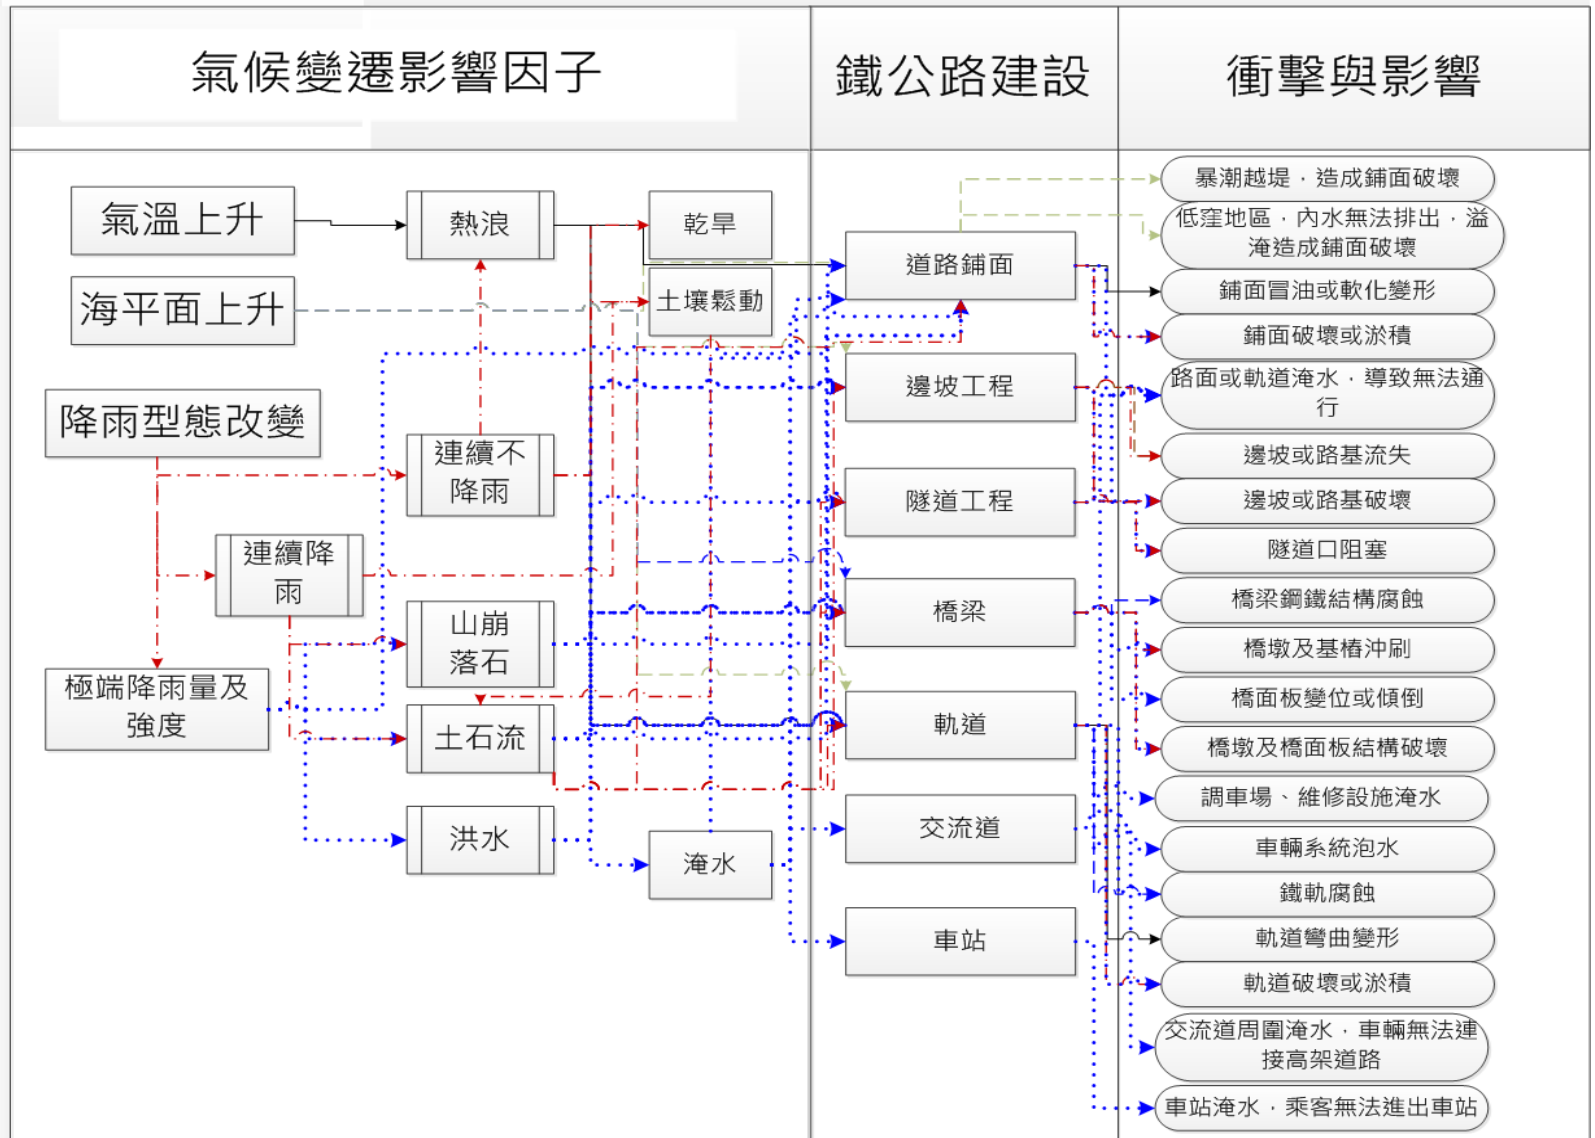 氣候變遷影響因子
鐵公路建設
衝擊與影響
氣溫上升
海平面上升
降雨型態改變
連續降
雨
極端降雨量及
強度
熱浪
連續不
降雨
山崩
落石
土石流
洪水
乾旱
土壤鬆動
淹水
道路鋪面
邊坡工程
隧道工程
橋梁
軌道
交流道
車站
暴潮越堤，造成鋪面破壞
低窪地區，內水無法排出，溢
淹造成鋪面破壞
鋪面冒油或軟化變形
鋪面破壞或淤積
路面或軌道淹水，導致無法通
行
邊坡或路基流失
邊坡或路基破壞
隧道口阻塞
橋梁鋼鐵結構腐蝕
橋墩及基樁沖刷
橋面板變位或傾倒
橋墩及橋面板結構破壞
調車場、維修設施淹水
車輛系統泡水
鐵軌腐蝕
軌道彎曲變形
軌道破壞或淤積
交流道周圍淹水，車輛無法連
接高架道路
車站淹水，乘客無法進出車站